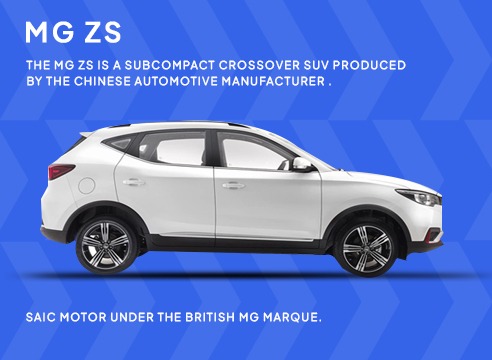 MG ZS
THE MG ZS IS A SUBCOMPACT CROSSOVER SUV PRODUCED
BY THE CHINESE AUTOMOTIVE MANUFACTURER .
SAIC MOTOR UNDER THE BRITISH MG MARQUE.